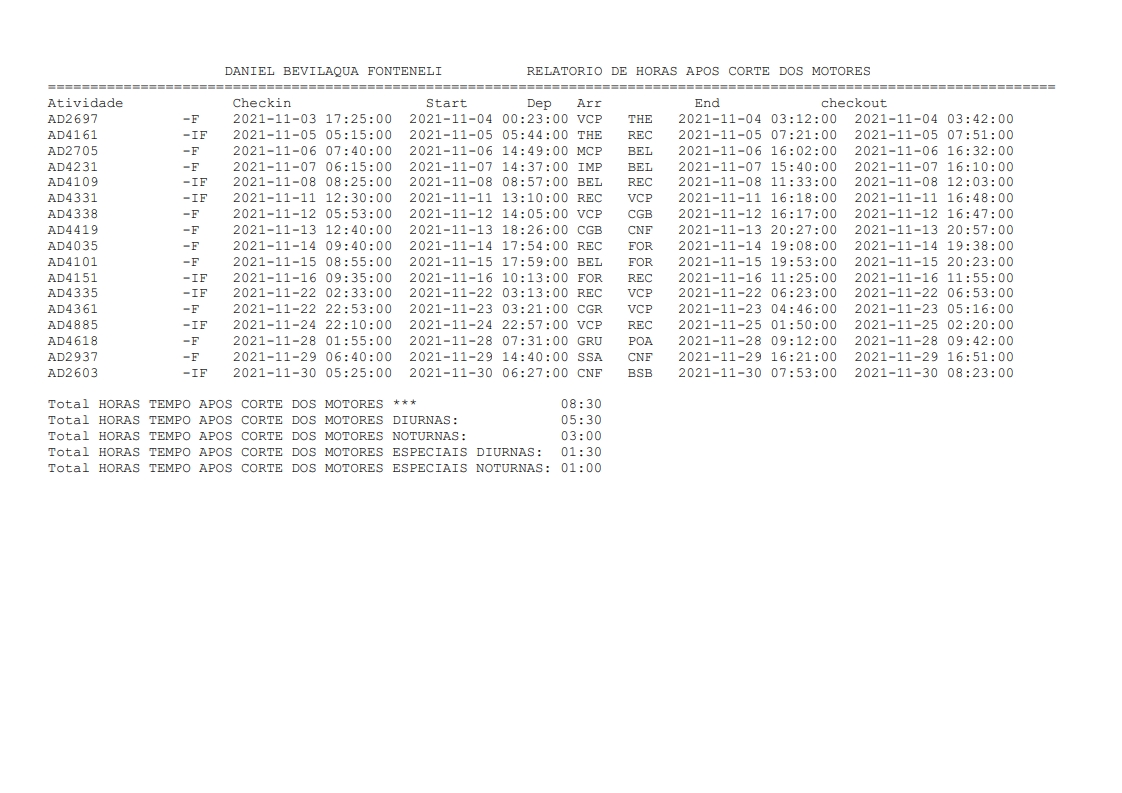 DANIEL BEVILAQUA FONTENELI          RELATORIO DE HORAS APOS CORTE DOS MOTORES
========================================================================================================================
Atividade             Checkin                Start       Dep   Arr           End            checkout
AD2697          -F    2021-11-03 17:25:00  2021-11-04 00:23:00 VCP   THE   2021-11-04 03:12:00  2021-11-04 03:42:00
AD4161          -IF   2021-11-05 05:15:00  2021-11-05 05:44:00 THE   REC   2021-11-05 07:21:00  2021-11-05 07:51:00
AD2705          -F    2021-11-06 07:40:00  2021-11-06 14:49:00 MCP   BEL   2021-11-06 16:02:00  2021-11-06 16:32:00
AD4231          -F    2021-11-07 06:15:00  2021-11-07 14:37:00 IMP   BEL   2021-11-07 15:40:00  2021-11-07 16:10:00
AD4109          -IF   2021-11-08 08:25:00  2021-11-08 08:57:00 BEL   REC   2021-11-08 11:33:00  2021-11-08 12:03:00
AD4331          -IF   2021-11-11 12:30:00  2021-11-11 13:10:00 REC   VCP   2021-11-11 16:18:00  2021-11-11 16:48:00
AD4338          -F    2021-11-12 05:53:00  2021-11-12 14:05:00 VCP   CGB   2021-11-12 16:17:00  2021-11-12 16:47:00
AD4419          -F    2021-11-13 12:40:00  2021-11-13 18:26:00 CGB   CNF   2021-11-13 20:27:00  2021-11-13 20:57:00
AD4035          -F    2021-11-14 09:40:00  2021-11-14 17:54:00 REC   FOR   2021-11-14 19:08:00  2021-11-14 19:38:00
AD4101          -F    2021-11-15 08:55:00  2021-11-15 17:59:00 BEL   FOR   2021-11-15 19:53:00  2021-11-15 20:23:00
AD4151          -IF   2021-11-16 09:35:00  2021-11-16 10:13:00 FOR   REC   2021-11-16 11:25:00  2021-11-16 11:55:00
AD4335          -IF   2021-11-22 02:33:00  2021-11-22 03:13:00 REC   VCP   2021-11-22 06:23:00  2021-11-22 06:53:00
AD4361          -F    2021-11-22 22:53:00  2021-11-23 03:21:00 CGR   VCP   2021-11-23 04:46:00  2021-11-23 05:16:00
AD4885          -IF   2021-11-24 22:10:00  2021-11-24 22:57:00 VCP   REC   2021-11-25 01:50:00  2021-11-25 02:20:00
AD4618          -F    2021-11-28 01:55:00  2021-11-28 07:31:00 GRU   POA   2021-11-28 09:12:00  2021-11-28 09:42:00
AD2937          -F    2021-11-29 06:40:00  2021-11-29 14:40:00 SSA   CNF   2021-11-29 16:21:00  2021-11-29 16:51:00
AD2603          -IF   2021-11-30 05:25:00  2021-11-30 06:27:00 CNF   BSB   2021-11-30 07:53:00  2021-11-30 08:23:00
Total HORAS TEMPO APOS CORTE DOS MOTORES ***                 08:30
Total HORAS TEMPO APOS CORTE DOS MOTORES DIURNAS:            05:30
Total HORAS TEMPO APOS CORTE DOS MOTORES NOTURNAS:           03:00
Total HORAS TEMPO APOS CORTE DOS MOTORES ESPECIAIS DIURNAS:  01:30
Total HORAS TEMPO APOS CORTE DOS MOTORES ESPECIAIS NOTURNAS: 01:00